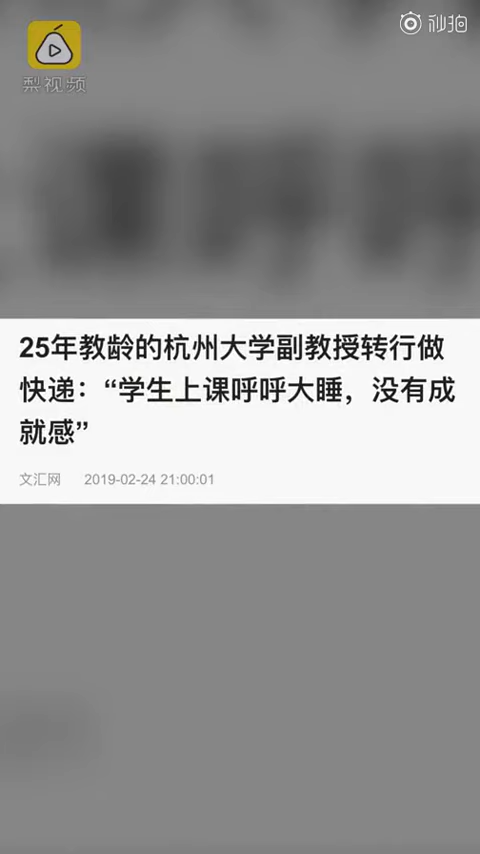 秒拍
梨视频
25年教龄的杭州大学副教授转行做
快递：“学生上课呼呼大睡，没有成
就感”
文汇网 2019-02-24 21:00:01